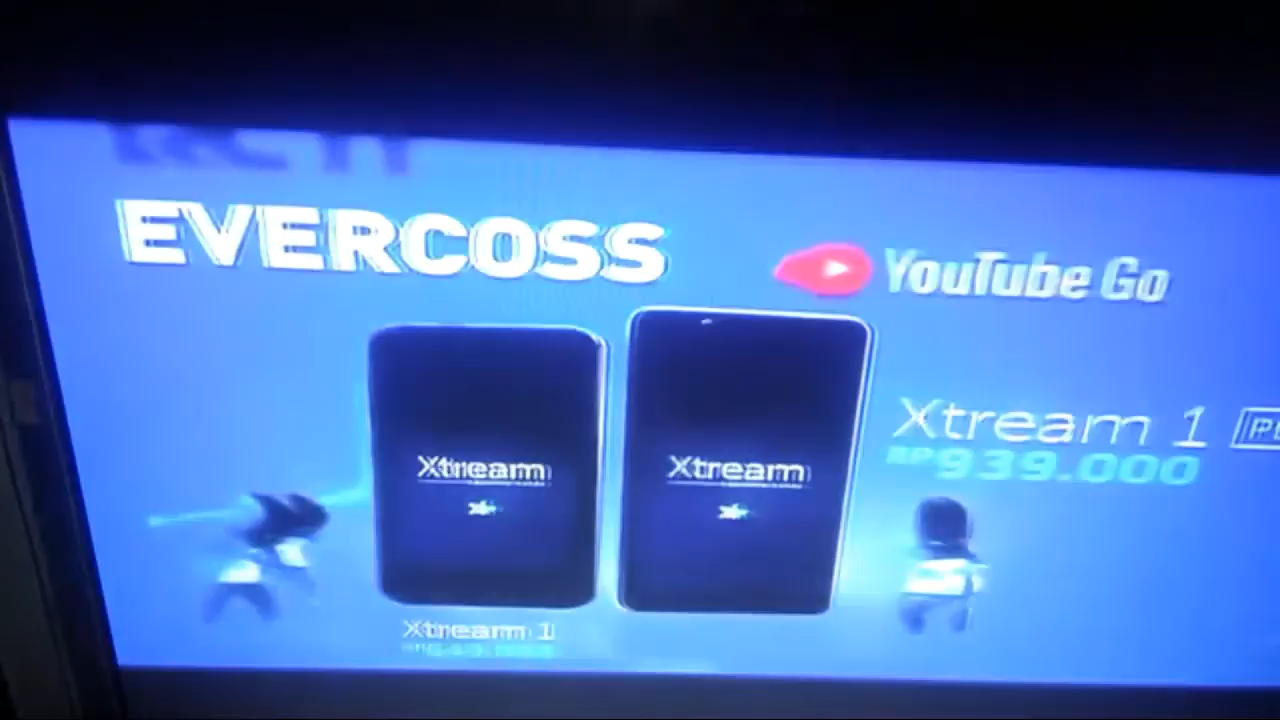 EVERCOSS
YouTube Go
Xtream
Xtream
Xtream 1
RP939.000
Xtream 1